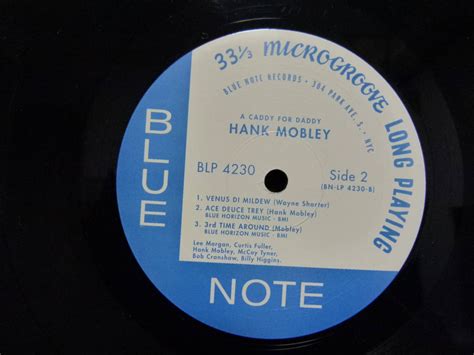 33 1/3 MICROGROOVE LONG PLAYING
BLUE NOTE RECORDS • 304 PARK AVE. S. • NYC
A CADDY FOR DADDY
HANK MOBLEY
BLP 4230
Side 2
(BN-LP 4230-B)
1. VENUS DI MILDEW (Wayne Shorter)
2. ACE DEUCE TREY (Hank Mobley)
BLUE HORIZON MUSIC - BMI
3. 3rd TIME AROUND (Mobley)
BLUE HORIZON MUSIC - BMI
Lee Morgan, Curtis Fuller,
Hank Mobley, McCoy Tyner,
Bob Cranshaw, Billy Higgins.
BLUE
NOTE